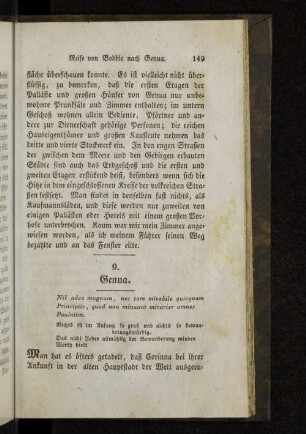 Reise von Bobbio nach Genua. 149
fläche überschauen konnte. Es ist vielleicht nicht über-
flüssig, zu bemerken, daß die ersten Etagen der
Palläste und großen Häuser von Genua nur unbe-
wohnte Prunksäle und Zimmer enthalten; im untern
Geschoß wohnen allein Bediente, Pförtner und an-
dere zur Dienerschaft gehörige Personen; die reichen
Hauseigenthümer und großen Kaufleute nehmen das
dritte und vierte Stockwerk ein. In den engen Straßen
der zwischen dem Meere und den Gebirgen erbauten
Städte sind auch das Erdgeschoß und die ersten und
zweiten Etagen erstickend heiß, besonders wenn sich die
Hitze in dem eingeschlossenen Kreise der volkreichen Stra-
ßen festsetzt. Man findet in denselben fast nichts, als
Kaufmannsläden, und diese werden nur zuweilen von
einigen Pallästen oder Hotels mit einem großen Vor-
hofe unterbrochen. Kaum war mir mein Zimmer ange-
wiesen worden, als ich meinem Führer seinen Weg
bezahlte und an das Fenster eilte.
9.
Genua.
Nil adeo magnum, nec tam mirabile quicquam
Principio, quod non minuant mirarier omnes
Paulatim.
Nichts ist im Anfang so groß und nichts so bewun-
derungswürdig,
Das nicht Jeder allmählig der Bewunderung minder
Werth hielt
Man hat es öfters getadelt, daß Corinna bei ihrer
Ankunft in der alten Hauptstadt der Welt ausgeru-